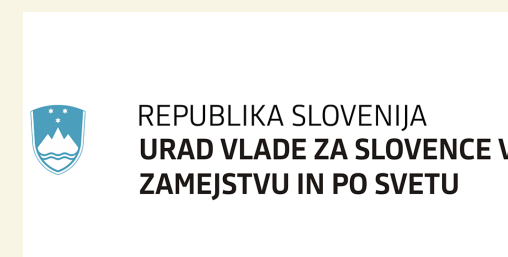 REPUBLIKA SLOVENIJA
URAD VLADE ZA SLOVENCE V
ZAMEJSTVU IN PO SVETU